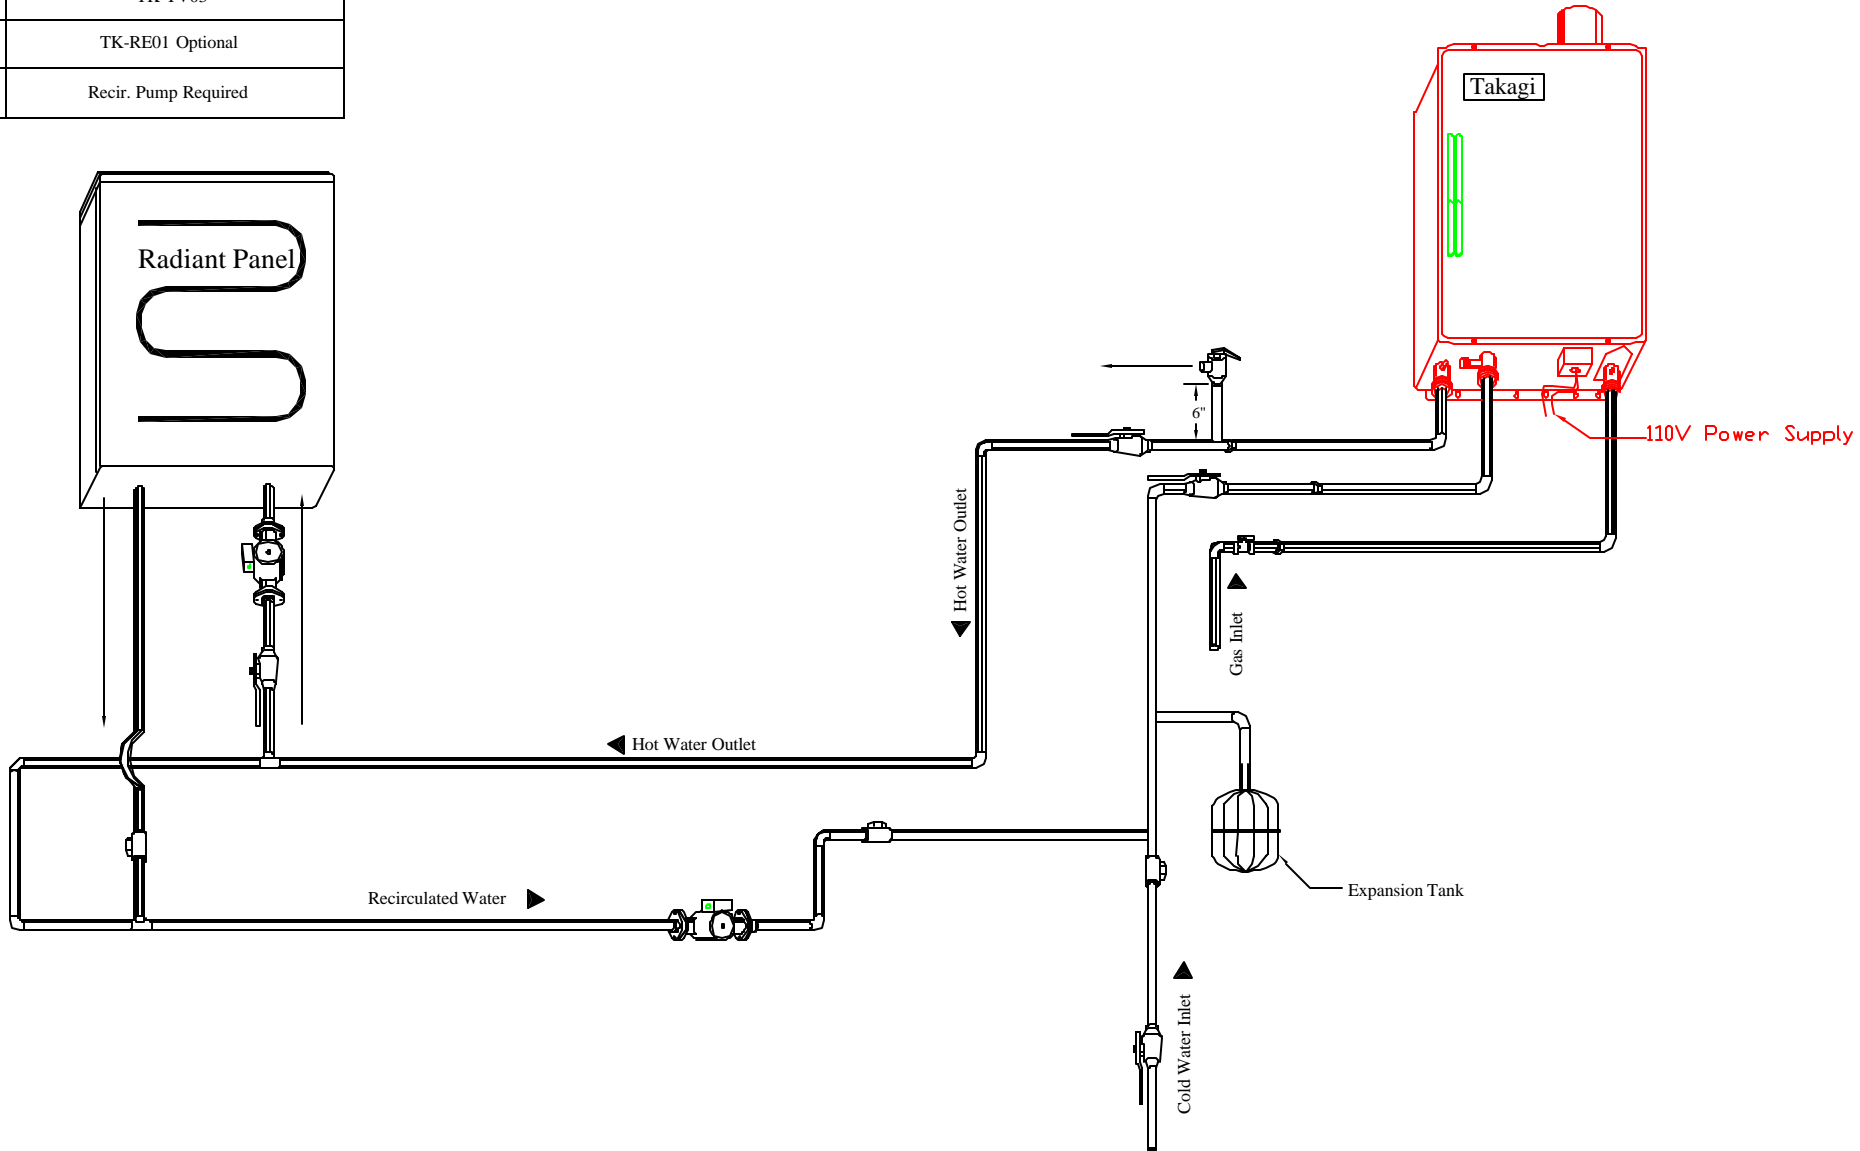 TK-RE01 Optional
Recir. Pump Required
Takagi
Radiant Panel
6"
110V Power Supply
Hot Water Outlet
Gas Inlet
Hot Water Outlet
Expansion Tank
Recirculated Water
Cold Water Inlet